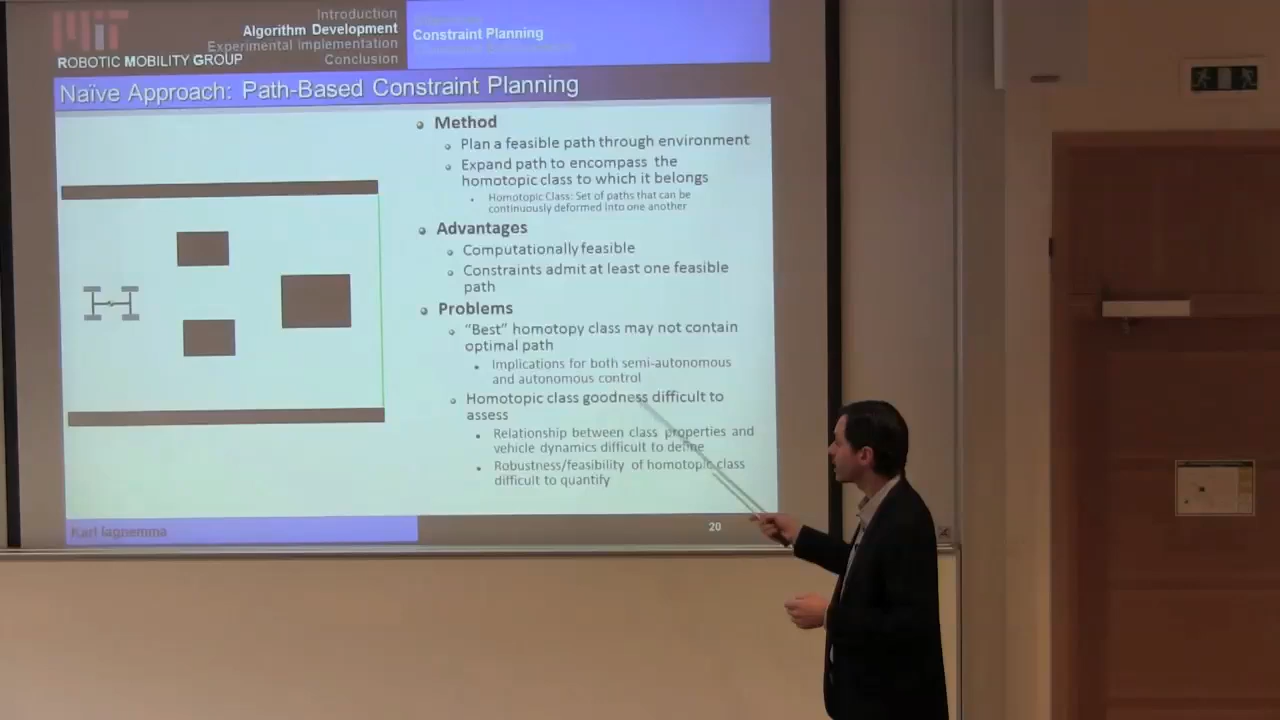 MIT
ROBOTIC MOBILITY GROUP
Introduction
Algorithm Development
Experimental Implementation
Conclusion
Constraint Planning
Naïve Approach: Path-Based Constraint Planning
Method
Plan a feasible path through environment
Expand path to encompass the
homotopic class to which it belongs
Homotopic Class: Set of paths that can be
continuously deformed into one another
Advantages
Computationally feasible
Constraints admit at least one feasible
path
Problems
“Best” homotopy class may not contain
optimal path
Implications for both semi-autonomous
and autonomous control
Homotopic class goodness difficult to
assess
Relationship between class properties and
vehicle dynamics difficult to define
Robustness/feasibility of homotopic class
difficult to quantify
Karl Iagnemma
20